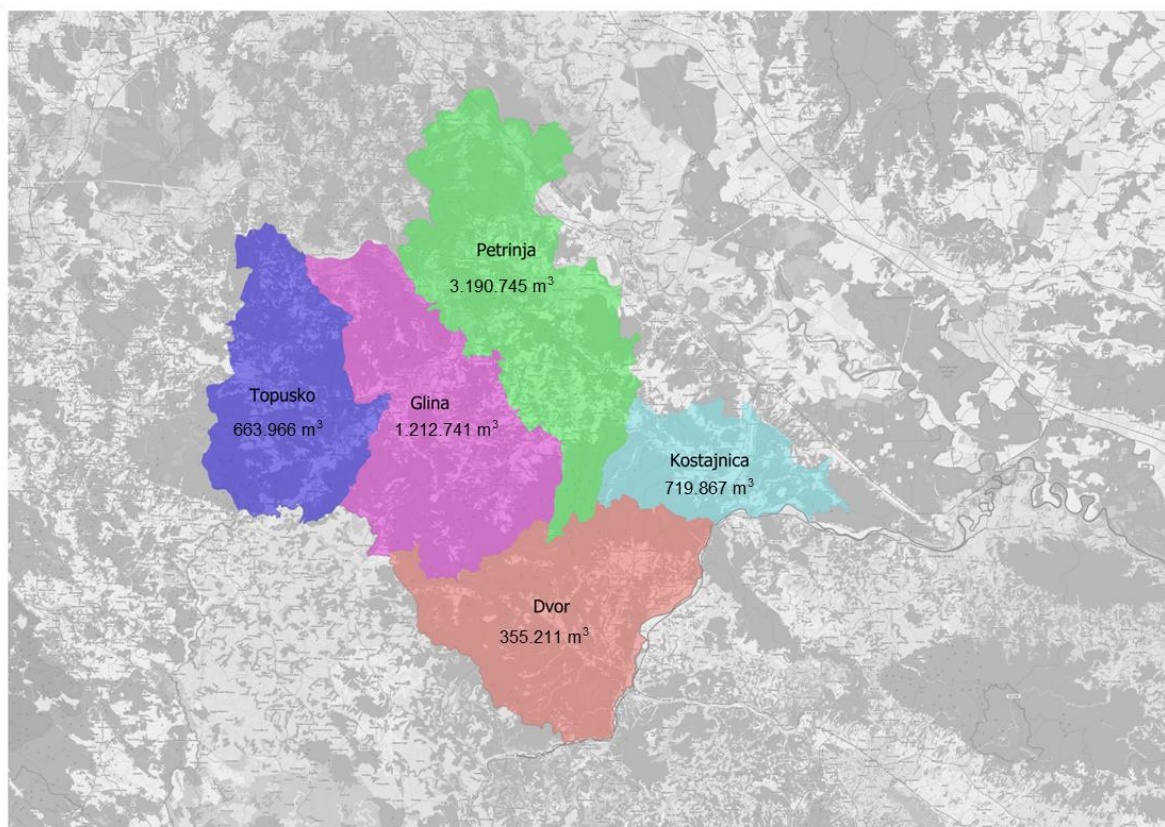 Petrinja
3.190.745 m³
Topusko
663.966 m³
Glina
1.212.741 m³
Kostajnica
719.867 m³
Dvor
355.211 m³